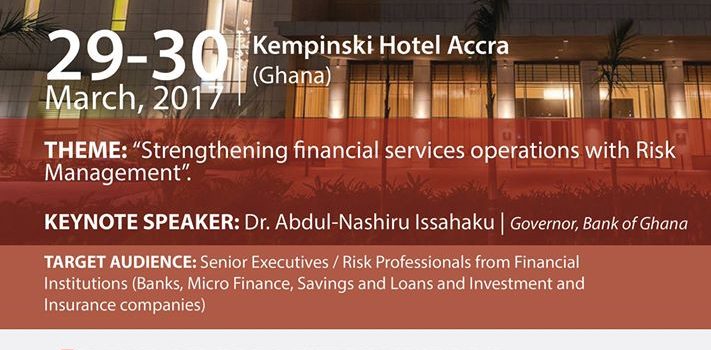 29-30
March, 2017
Kempinski Hotel Accra
(Ghana)
THEME: “Strengthening financial services operations with Risk
Management”.
KEYNOTE SPEAKER: Dr. Abdul-Nashiru Issahaku | Governor, Bank of Ghana
TARGET AUDIENCE: Senior Executives / Risk Professionals from Financial
Institutions (Banks, Micro Finance, Savings and Loans and Investment and
Insurance companies)